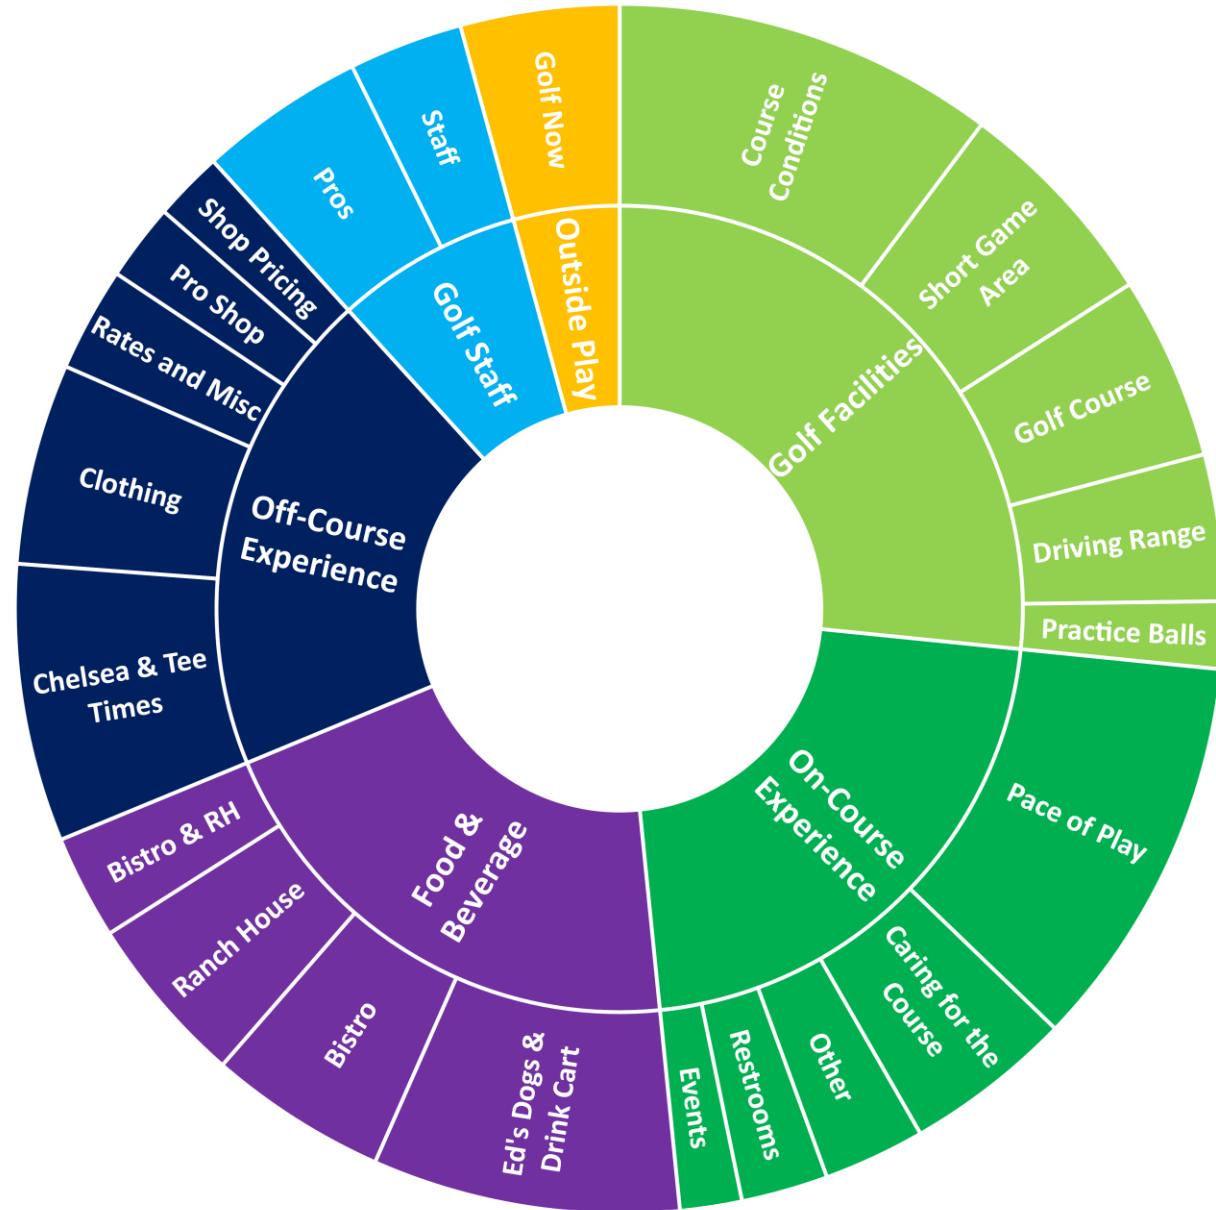 Course
Conditions
Short Game
Area
Golf Course
Driving Range
Practice Balls
Golf Facilities
Pace of Play
Caring for the
Course
Other
Restrooms
Events
On-Course
Experience
Ed's Dogs &
Drink Cart
Bistro
Ranch House
Bistro & RH
Food &
Beverage
Chelsea & Tee
Times
Clothing
Rates and Misc
Pro Shop
Shop Pricing
Off-Course
Experience
Pros
Staff
Golf Staff
Golf Now
Outside Play